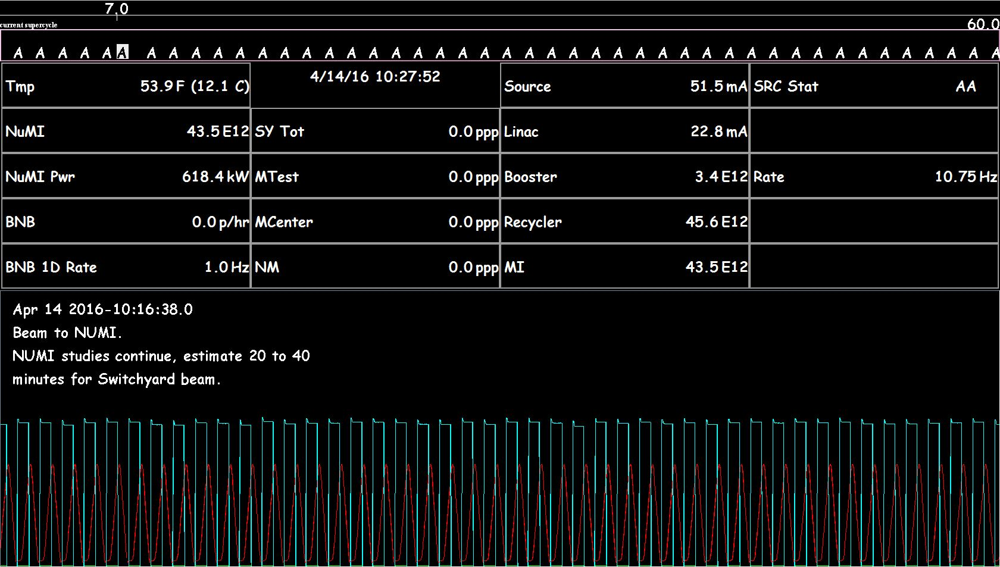 7.0
current supercycle 60.0
A A A A A A A A A A A A A A A A A A A A A A A A A A A A A A A A A A A A A A A A A A A A A
Tmp 53.9 F (12.1 C) 4/14/16 10:27:52 Source 51.5 mA SRC Stat AA
NuMI 43.5 E12 SY Tot 0.0 ppp Linac 22.8 mA
NuMI Pwr 618.4 kW MTest 0.0 ppp Booster 3.4 E12 Rate 10.75 Hz
BNB 0.0 p/hr MCenter 0.0 ppp Recycler 45.6 E12
BNB 1D Rate 1.0 Hz NM 0.0 ppp MI 43.5 E12
Apr 14 2016-10:16:38.0
Beam to NUMI.
NUMI studies continue, estimate 20 to 40
minutes for Switchyard beam.